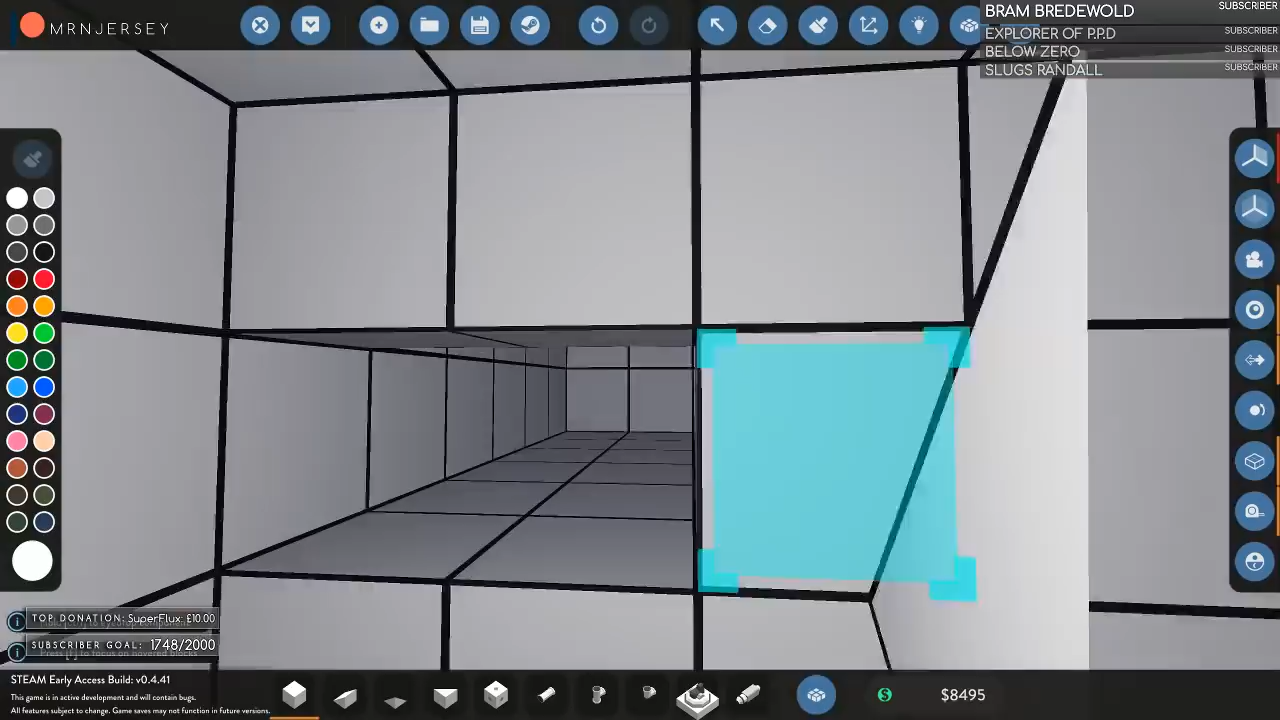 MRNJERSEY
BRAM BREDEWOLD SUBSCRIBER
EXPLORER OF P.P.D SUBSCRIBER
BELOW ZERO SUBSCRIBER
SLUGS RANDALL SUBSCRIBER
TOP DONATION: SuperFlux: £10.00
SUBSCRIBER GOAL: 1748/2000
STEAM Early Access Build: v0.4.41
This game is in active development and will contain bugs.
All features subject to change. Game saves may not function in future versions.
$8495